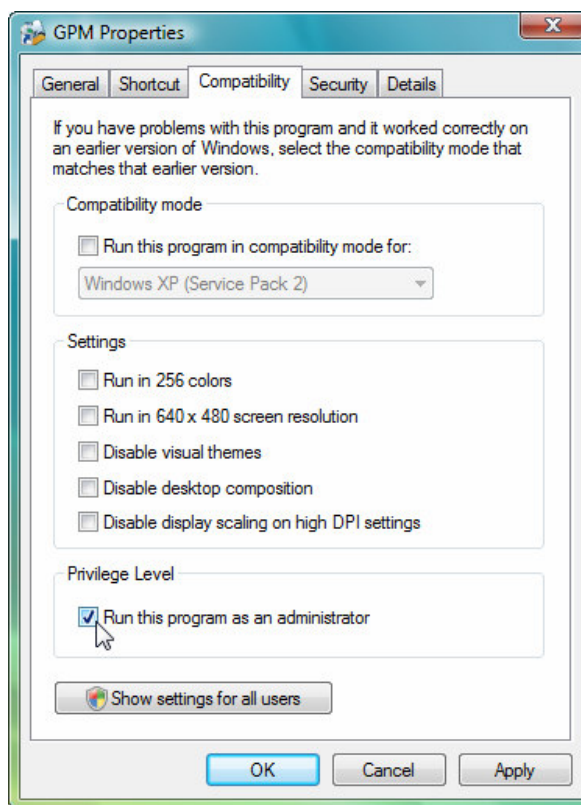 GPM Properties
General Shortcut Compatibility Security Details
If you have problems with this program and it worked correctly on
an earlier version of Windows, select the compatibility mode that
matches that earlier version.
Compatibility mode
Run this program in compatibility mode for:
Windows XP (Service Pack 2)
Settings
Run in 256 colors
Run in 640 x 480 screen resolution
Disable visual themes
Disable desktop composition
Disable display scaling on high DPI settings
Privilege Level
Run this program as an administrator
Show settings for all users
OK Cancel Apply